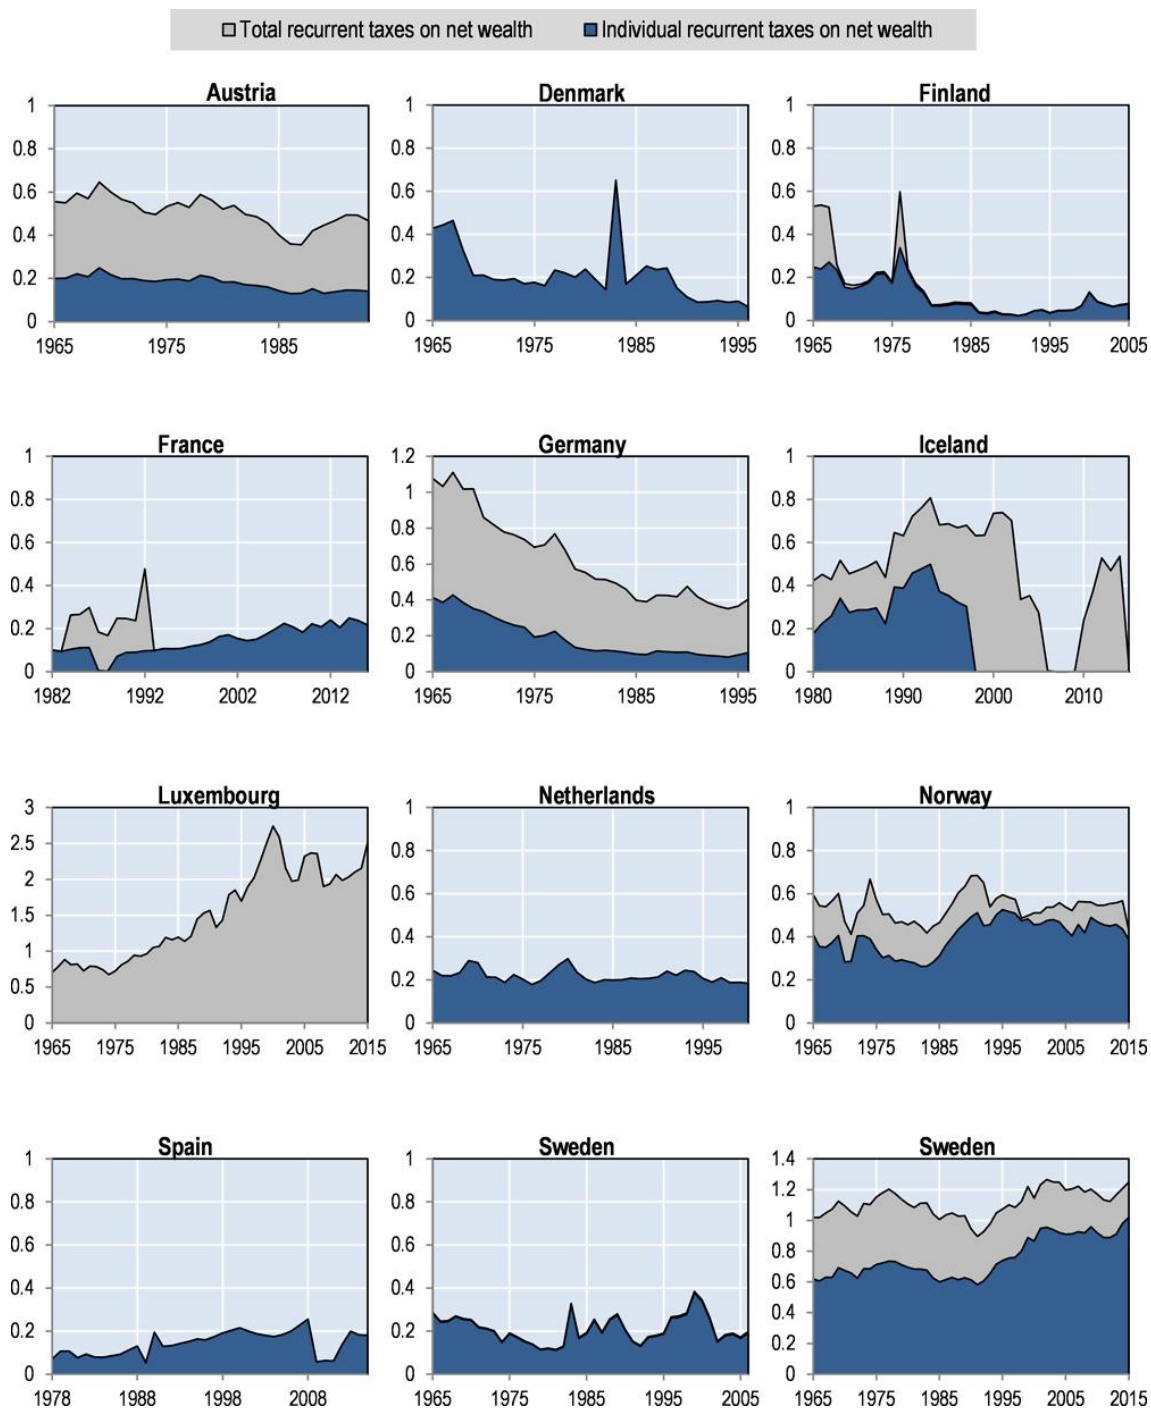 Total recurrent taxes on net wealth Individual recurrent taxes on net wealth
Austria Denmark Finland
1 1 1
0.8 0.8 0.8
0.6 0.6 0.6
0.4 0.4 0.4
0.2 0.2 0.2
0 0 0
1965 1975 1985 1965 1975 1985 1995 1965 1975 1985 1995 2005
France Germany Iceland
1 1.2 1
0.8 1 0.8
0.6 0.8 0.6
0.4 0.6 0.4
0.2 0.4 0.2
0 0.2 0
0
1982 1992 2002 2012 1965 1975 1985 1995 1980 1990 2000 2010
Luxembourg Netherlands Norway
3 1 1
2.5 0.8 0.8
2 0.6 0.6
1.5 0.4 0.4
1 0.2 0.2
0.5 0 0
0
1965 1975 1985 1995 2005 2015 1965 1975 1985 1995 1965 1975 1985 1995 2005 2015
Spain Sweden Sweden
1 1 1.4
0.8 0.8 1.2
0.6 0.6 1
0.4 0.4 0.8
0.2 0.2 0.6
0 0 0.4
0.2
0
1978 1988 1998 2008 1965 1975 1985 1995 2005 1965 1975 1985 1995 2005 2015